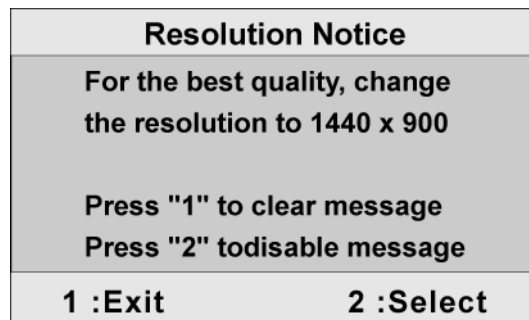 Resolution Notice
For the best quality, change
the resolution to 1440 x 900
Press "1" to clear message
Press "2" todisable message
1 :Exit 2 :Select